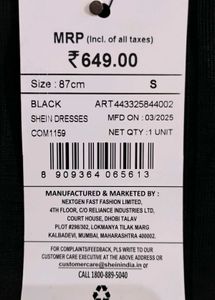 MRP (Incl. of all taxes)
₹649.00
Size : 87cm S
BLACK ART443325844002
SHEIN DRESSES MFD ON : 03/2025
COM1159 NET QTY : 1 UNIT
8 909364 065613
MANUFACTURED & MARKETED BY :
NEXTGEN FAST FASHION LIMITED,
4TH FLOOR, C/O RELIANCE INDUSTRIES LTD,
COURT HOUSE, DHOBI TALAV
PLOT #298/302, LOKMANYA TILAK MARG
KALBADEVI, MUMBAI, MAHARASHTRA 400002.
FOR COMPLAINTS/FEEDBACK, PLS WRITE TO OUR
CUSTOMER CARE EXECUTIVE AT THE ABOVE ADDRESS OR
customercare@sheinindia.in
CALL 1800-889-5040